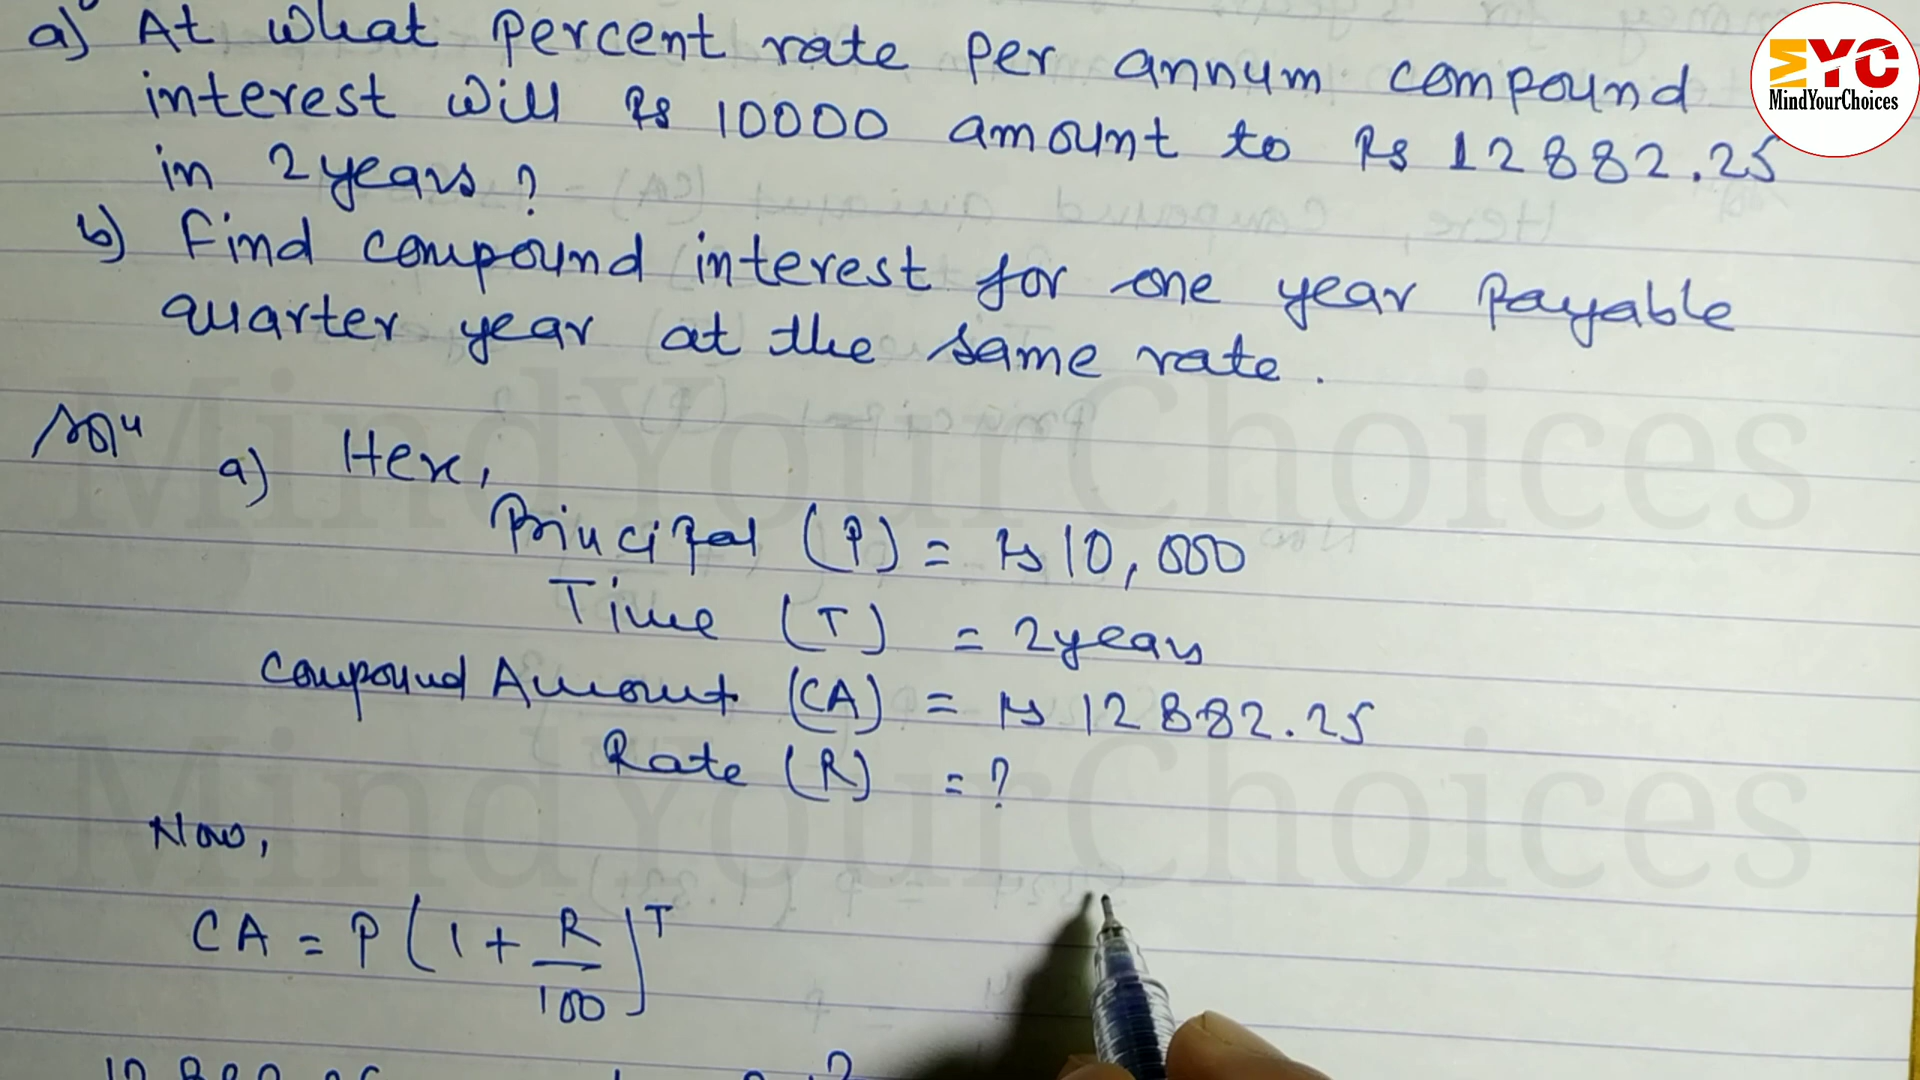 a) At what percent rate per annum compound
interest will Rs 10000 amount to Rs 12882.25
in 2 years ?
b) Find compound interest for one year payable
quarter year at the same rate.
MYC
MindYourChoices
MindYourChoices
Solⁿ a) Here,
Principal (P) = Rs 10,000
Time (T) = 2 years
Compound Amount (CA) = Rs 12882.25
Rate (R) = ?
MindYourChoices
Now,
CA = P (1 + R/100)^T